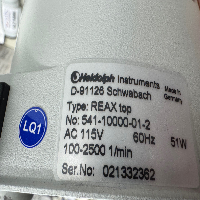 Heidolph Instruments
D-91126 Schwabach
Made in
Germany
Type: REAX top
No: 541-10000-01-2
AC 115V 60Hz 51W
100-2500 1/min
Ser.No: 021332362
LQ1